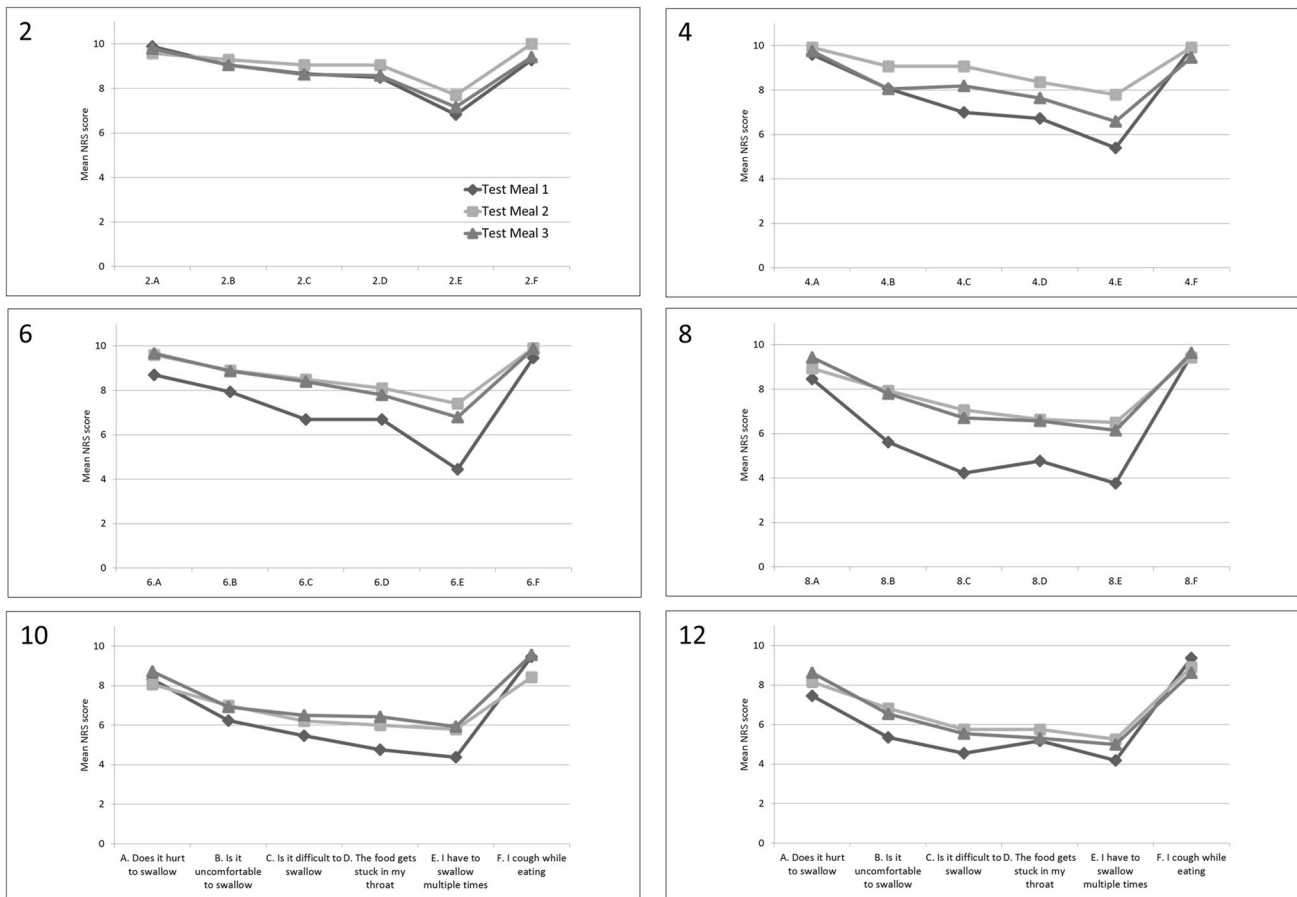 2
Mean NRS score
10
8
6
4
2
0
Test Meal 1
Test Meal 2
Test Meal 3
2.A 2.B 2.C 2.D 2.E 2.F
4
Mean NRS score
10
8
6
4
2
0
4.A 4.B 4.C 4.D 4.E 4.F
6
Mean NRS score
10
8
6
4
2
0
6.A 6.B 6.C 6.D 6.E 6.F
8
Mean NRS score
10
8
6
4
2
0
8.A 8.B 8.C 8.D 8.E 8.F
10
Mean NRS score
10
8
6
4
2
0
A. Does it hurt
to swallow
B. Is it
uncomfortable
to swallow
C. Is it difficult to
swallow
D. The food gets
stuck in my
throat
E. I have to
swallow
multiple times
F. I cough while
eating
12
Mean NRS score
10
8
6
4
2
0
A. Does it hurt
to swallow
B. Is it
uncomfortable
to swallow
C. Is it difficult to
swallow
D. The food gets
stuck in my
throat
E. I have to
swallow
multiple times
F. I cough while
eating